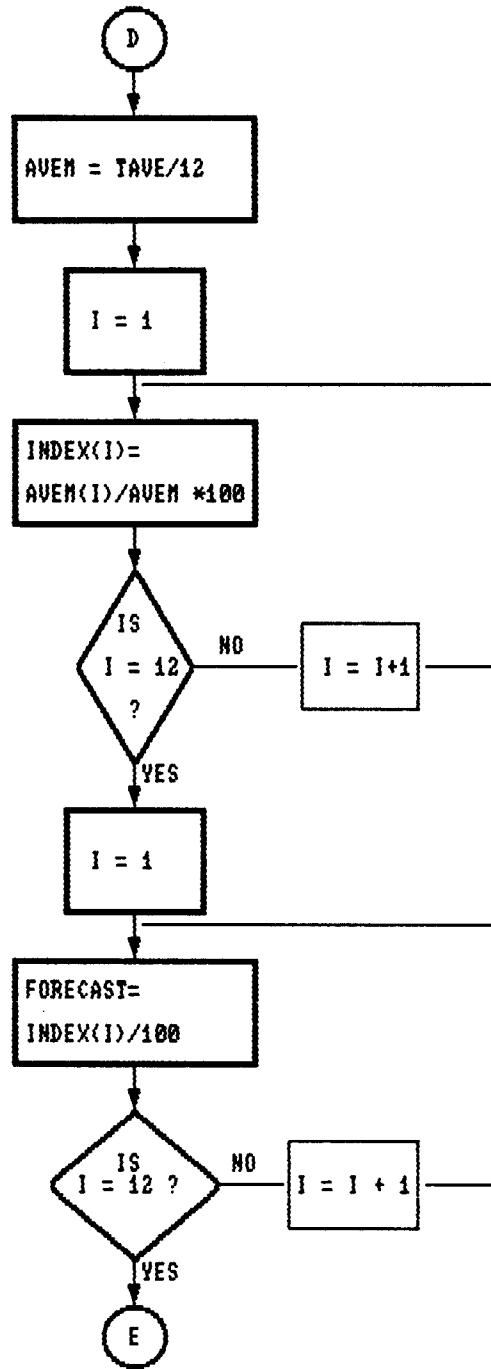 D
AVEM = TAVE/12
I = 1
INDEX(I)=
AVEM(I)/AVEM *100
IS
I = 12
?
NO
I = I+1
YES
I = 1
FORECAST=
INDEX(I)/100
IS
I = 12 ?
NO
I = I + 1
YES
E